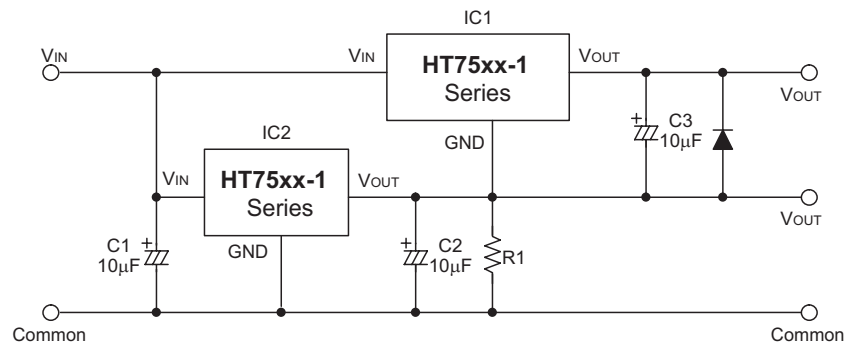 IC1
VIN
VIN
HT75xx-1
Series
VOUT
VOUT
GND
C3
+
10μF
IC2
VIN
HT75xx-1
Series
VOUT
VOUT
GND
C1
+
10μF
C2
+
10μF
R1
Common
Common